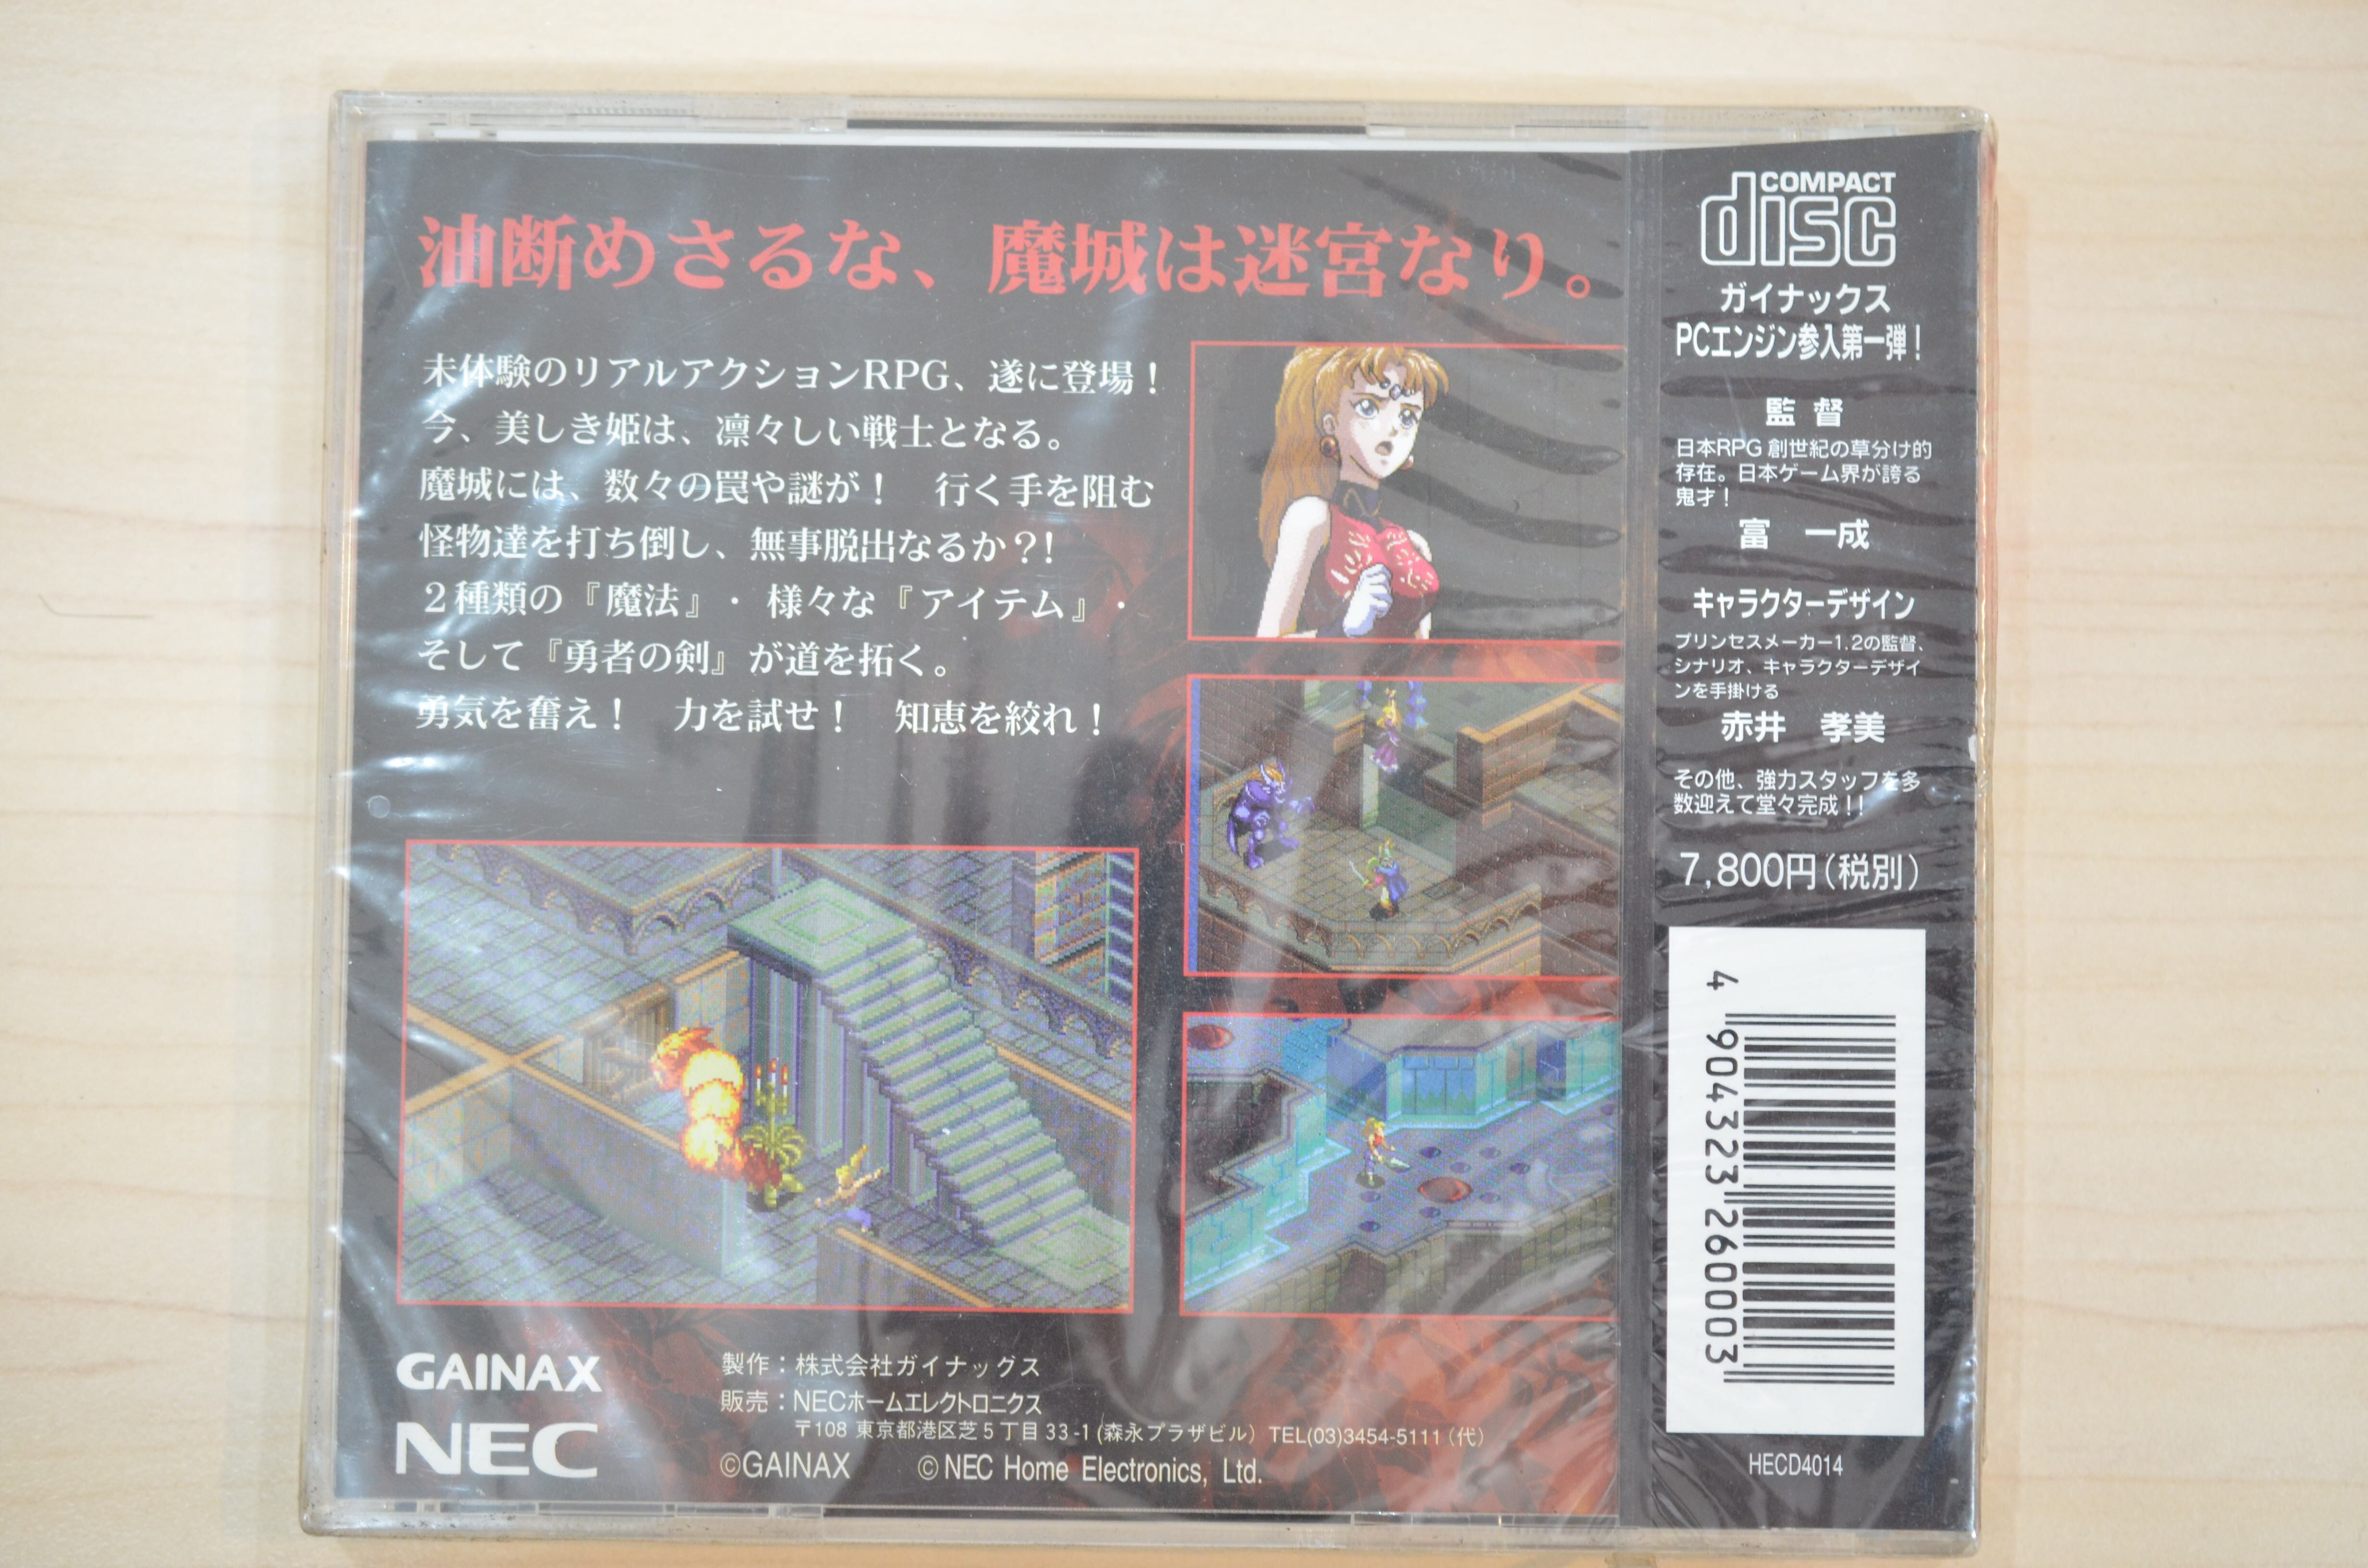 油断めさるな、魔城は迷宮なり。
未体験のリアルアクションRPG、遂に登場！
今、美しき姫は、凛々しい戦士となる。
魔城には、数々の罠や謎が！　行く手を阻む
怪物達を打ち倒し、無事脱出なるか？！
２種類の『魔法』・ 様々な『アイテム』・
そして『勇者の剣』が道を拓く。
勇気を奮え！　力を試せ！　知恵を絞れ！
GAINAX
NEC
製作：株式会社ガイナックス
販売：NECホームエレクトロニクス
〒108 東京都港区芝５丁目33-1（森永プラザビル） TEL(03)3454-5111（代）
©GAINAX　©NEC Home Electronics, Ltd.
COMPACT
disc
ガイナックス
PCエンジン参入第一弾！
監督
日本RPG創世紀の草分け的
存在。日本ゲーム界が誇る
鬼才！
富　一成
キャラクターデザイン
プリンセスメーカー1.2の監督、
シナリオ、キャラクターデザイ
ンを手掛ける
赤井　孝美
その他、強力スタッフを多
数迎えて堂々完成！！
7,800円（税別）
4 904323 260003
HECD4014